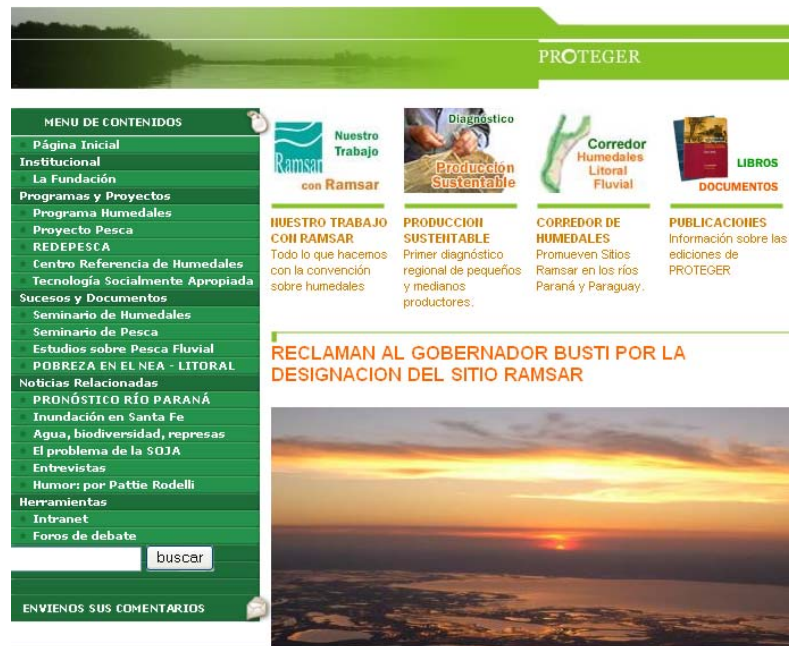 PROTEGER
MENU DE CONTENIDOS
Página Inicial
Institucional
La Fundación
Programas y Proyectos
Programa Humedales
Proyecto Pesca
REDEPESCA
Centro Referencia de Humedales
Tecnología Socialmente Apropiada
Sucesos y Documentos
Seminario de Humedales
Seminario de Pesca
Estudios sobre Pesca Fluvial
POBREZA EN EL NEA - LITORAL
Noticias Relacionadas
PRONÓSTICO RÍO PARANÁ
Inundación en Santa Fe
Agua, biodiversidad, represas
El problema de la SOJA
Entrevistas
Humor: por Pattie Rodelli
Herramientas
Intranet
Foros de debate
buscar
ENVIENOS SUS COMENTARIOS
Nuestro
Trabajo
Ramsar
con Ramsar
NUESTRO TRABAJO
CON RAMSAR
Todo lo que hacemos
con la convención
sobre humedales
Diagnóstico
Producción
Sustentable
PRODUCCION
SUSTENTABLE
Primer diagnóstico
regional de pequeños
y medianos
productores.
Corredor
Humedales
Litoral
Fluvial
CORREDOR DE
HUMEDALES
Promueven Sitios
Ramsar en los ríos
Paraná y Paraguay.
LIBROS
DOCUMENTOS
PUBLICACIONES
Información sobre las
ediciones de
PROTEGER
RECLAMAN AL GOBERNADOR BUSTI POR LA
DESIGNACION DEL SITIO RAMSAR